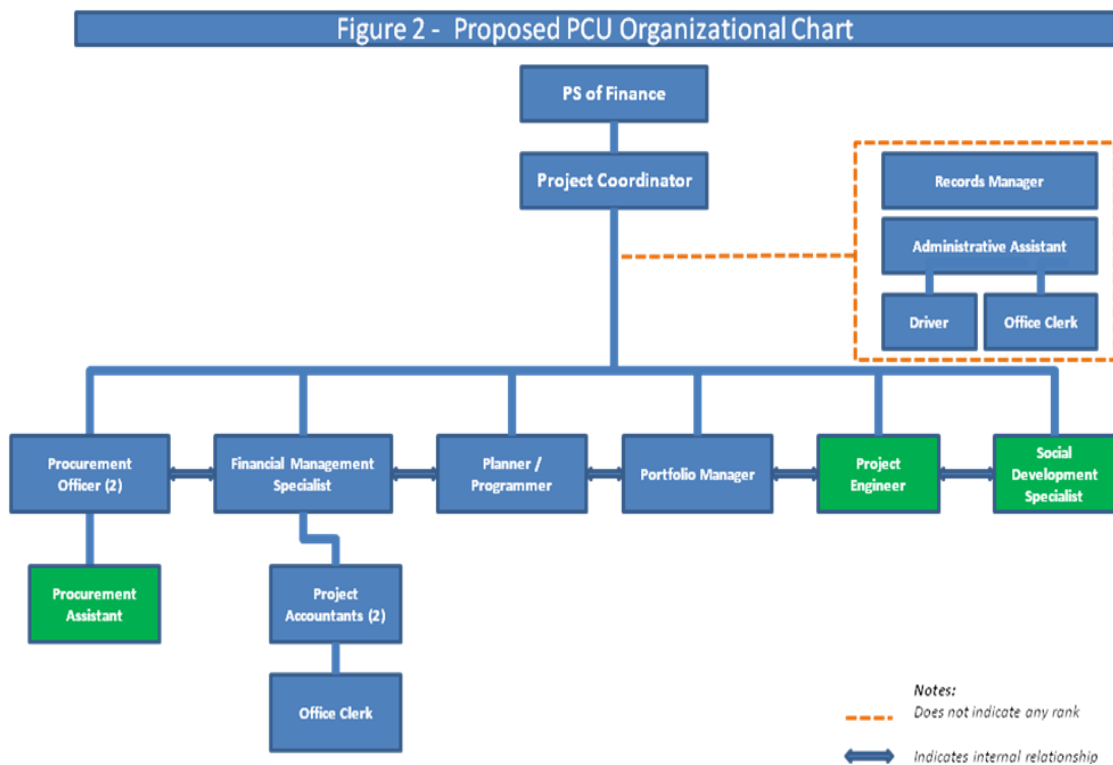 Figure 2 - Proposed PCU Organizational Chart
PS of Finance
Project Coordinator
Records Manager
Administrative Assistant
Driver
Office Clerk
Procurement
Officer (2)
Financial Management
Specialist
Planner /
Programmer
Portfolio Manager
Project
Engineer
Social
Development
Specialist
Procurement
Assistant
Project
Accountants (2)
Office Clerk
Notes:
Does not indicate any rank
Indicates internal relationship